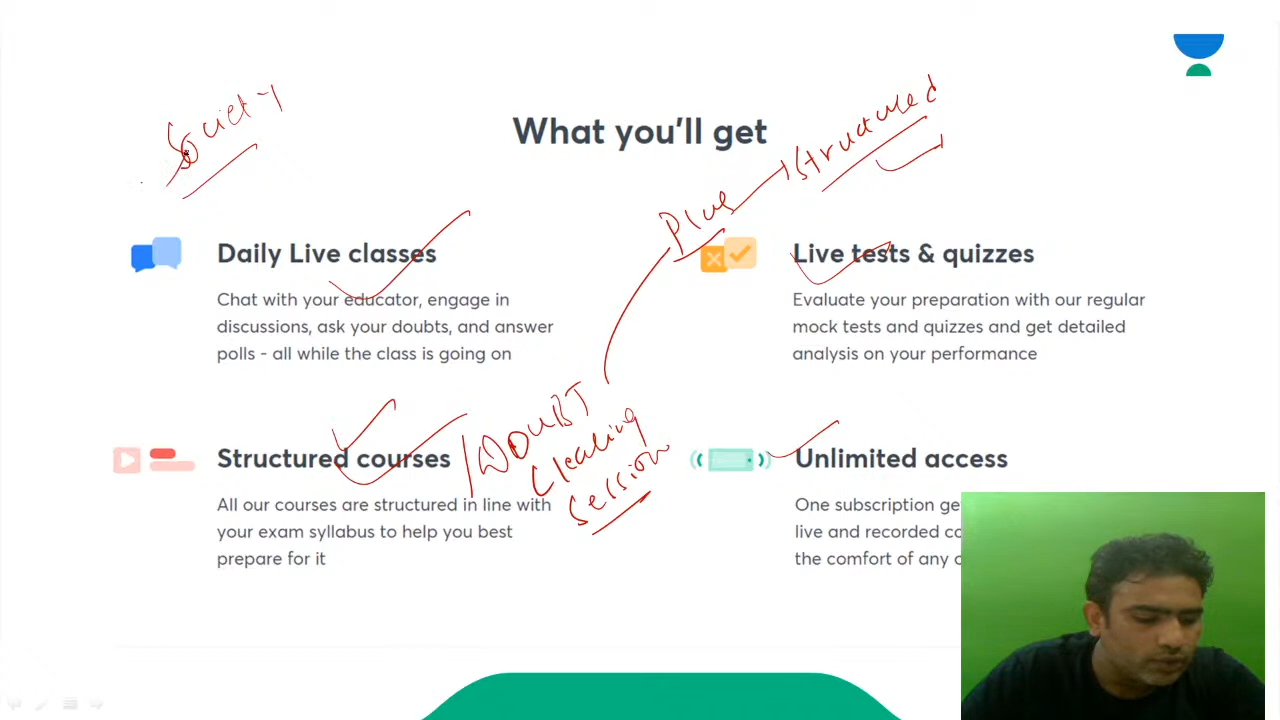 Society
What you'll get
Structured
Plus
Daily Live classes
Chat with your educator, engage in
discussions, ask your doubts, and answer
polls - all while the class is going on
Live tests & quizzes
Evaluate your preparation with our regular
mock tests and quizzes and get detailed
analysis on your performance
Structured courses
All our courses are structured in line with
your exam syllabus to help you best
prepare for it
DOUBT
Clearing
Session
Unlimited access
One subscription ge
live and recorded co
the comfort of any